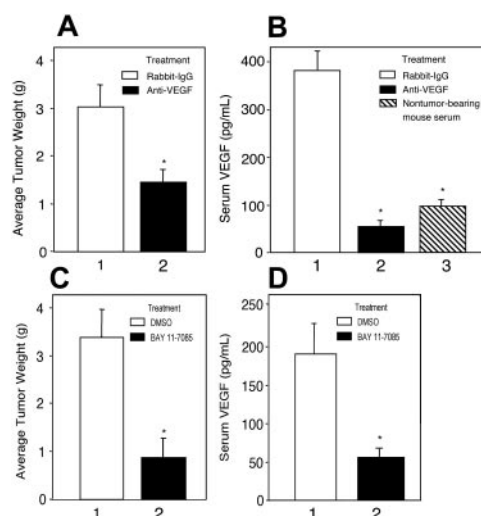 A
Average Tumor Weight (g)
4
3
2
1
0
Treatment
Rabbit-IgG
Anti-VEGF
*
1 2
B
Serum VEGF (pg/mL)
400
300
200
100
0
Treatment
Rabbit-IgG
Anti-VEGF
Nontumor-bearing
mouse serum
*
*
1 2 3
C
Average Tumor Weight (g)
4
3
2
1
0
Treatment
DMSO
BAY 11-7085
*
1 2
D
Serum VEGF (pg/mL)
250
200
150
100
50
0
Treatment
DMSO
BAY 11-7085
*
1 2